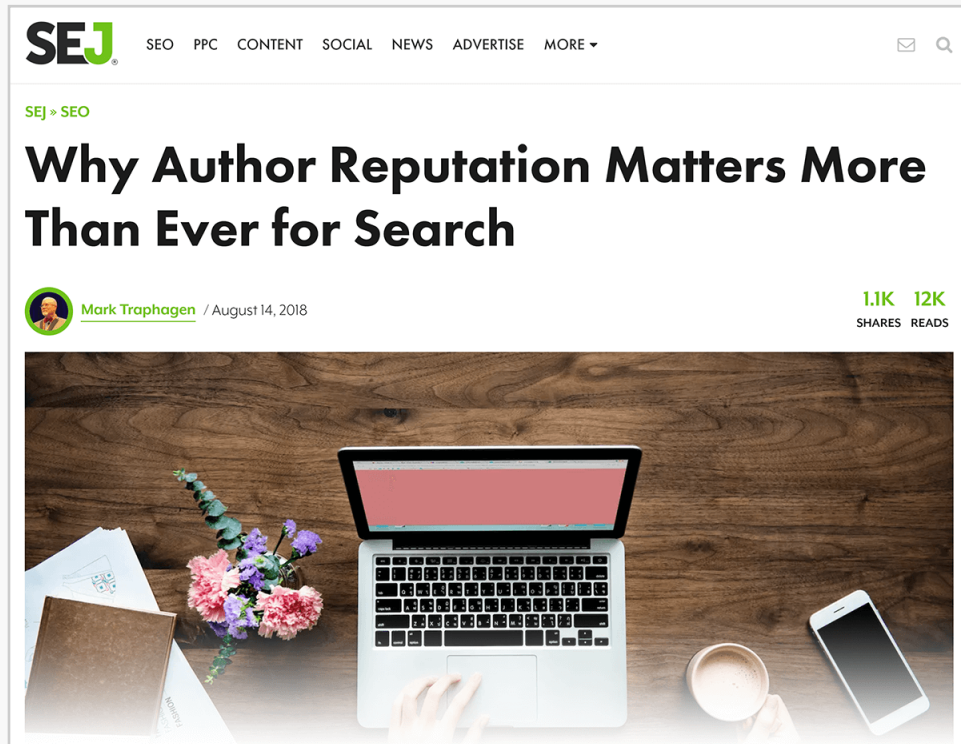 SEJ®
SEO PPC CONTENT SOCIAL NEWS ADVERTISE MORE
SEJ » SEO
Why Author Reputation Matters More
Than Ever for Search
Mark Traphagen / August 14, 2018
1.1K 12K
SHARES READS
FASHION